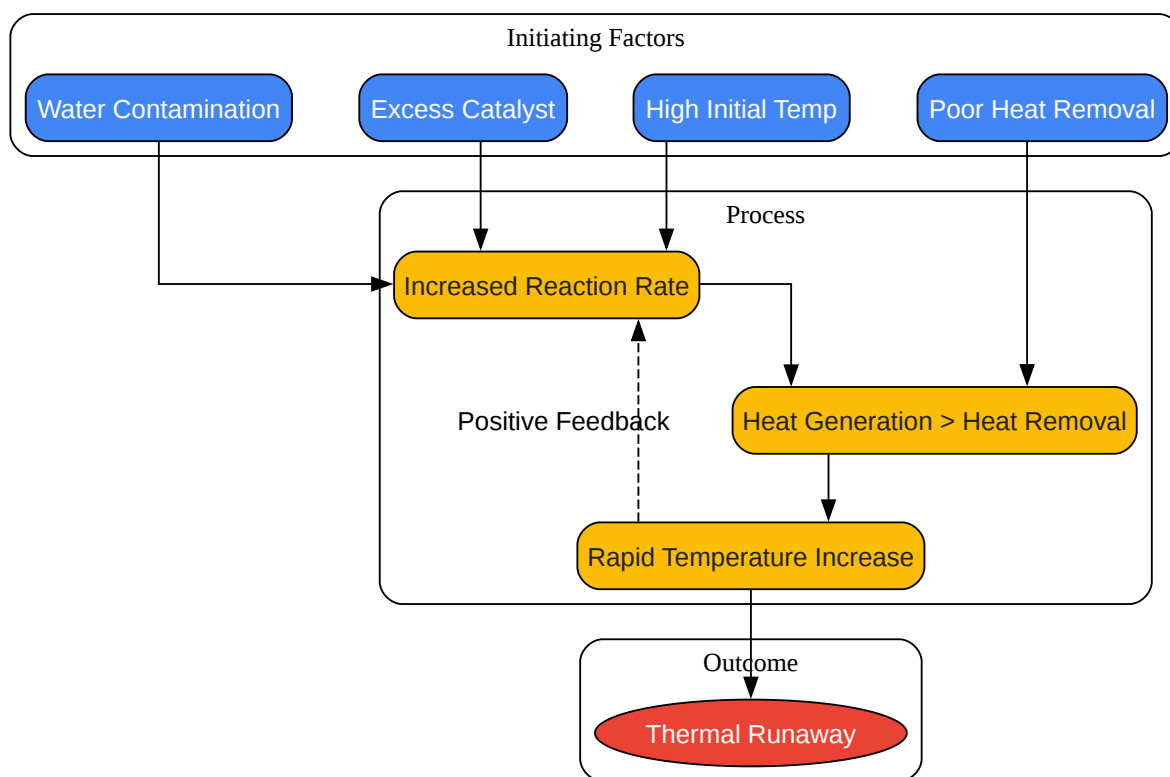 Initiating Factors
Water Contamination
Excess Catalyst
High Initial Temp
Poor Heat Removal
Process
Increased Reaction Rate
Positive Feedback
Heat Generation > Heat Removal
Rapid Temperature Increase
Outcome
Thermal Runaway